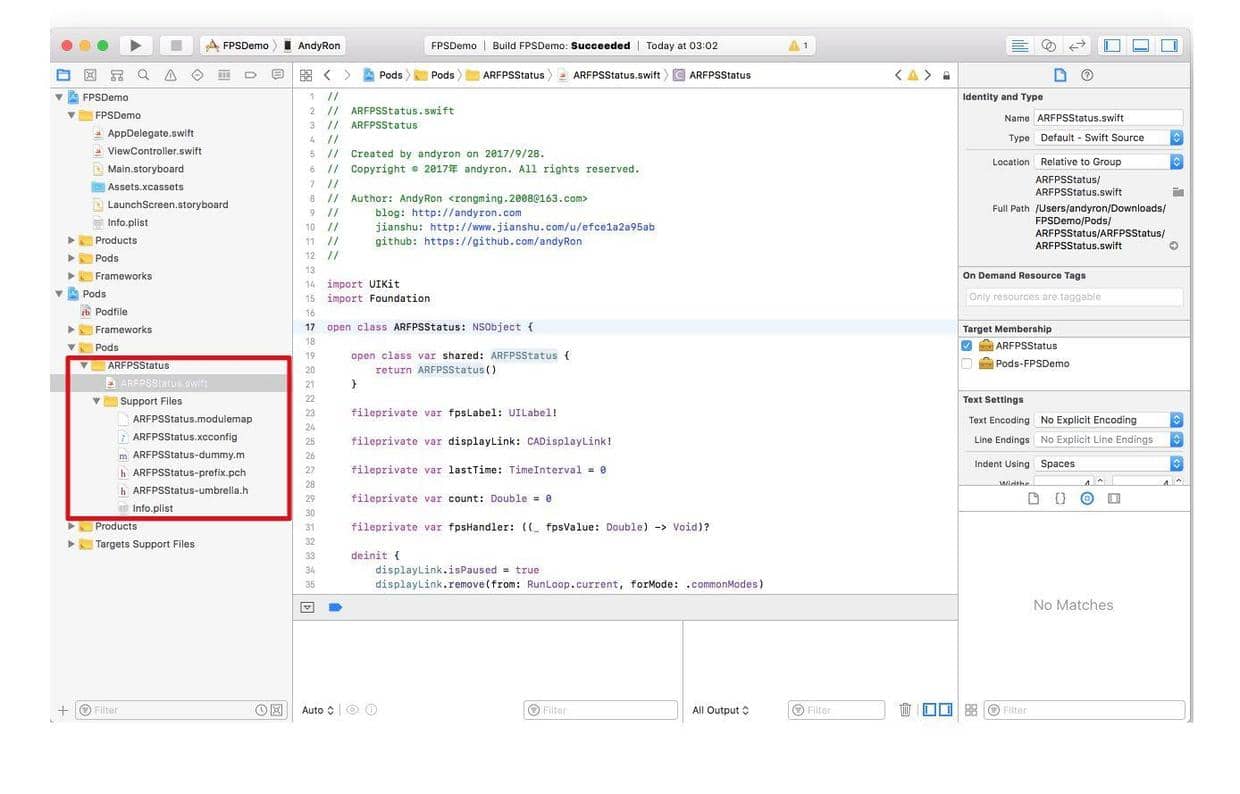 FPSDemo AndyRon
FPSDemo | Build FPSDemo: Succeeded | Today at 03:02 1
Pods Pods ARFPSStatus ARFPSStatus.swift ARFPSStatus
FPSDemo
FPSDemo
AppDelegate.swift
ViewController.swift
Main.storyboard
Assets.xcassets
LaunchScreen.storyboard
Info.plist
Products
Pods
Frameworks
Pods
Podfile
Frameworks
Pods
ARFPSStatus
ARFPSStatus.swift
Support Files
ARFPSStatus.modulemap
ARFPSStatus.xcconfig
ARFPSStatus-dummy.m
ARFPSStatus-prefix.pch
ARFPSStatus-umbrella.h
Info.plist
Products
Targets Support Files
Filter
1 //
2 // ARFPSStatus.swift
3 // ARFPSStatus
4 //
5 // Created by andyron on 2017/9/28.
6 // Copyright © 2017年 andyron. All rights reserved.
7 //
8 // Author: AndyRon <rongming.2008@163.com>
9 // blog: http://andyron.com
10 // jianshu: http://www.jianshu.com/u/efce1a2a95ab
11 // github: https://github.com/andyRon
12 //
13
14 import UIKit
15 import Foundation
16
17 open class ARFPSStatus: NSObject {
18
19 open class var shared: ARFPSStatus {
20 return ARFPSStatus()
21 }
22
23 fileprivate var fpsLabel: UILabel!
24
25 fileprivate var displayLink: CADisplayLink!
26
27 fileprivate var lastTime: TimeInterval = 0
28
29 fileprivate var count: Double = 0
30
31 fileprivate var fpsHandler: ((_ fpsValue: Double) -> Void)?
32
33 deinit {
34 displayLink.isPaused = true
35 displayLink.remove(from: RunLoop.current, forMode: .commonModes)
Auto Filter
All Output Filter
Identity and Type
Name ARFPSStatus.swift
Type Default - Swift Source
Location Relative to Group
ARFPSStatus/
ARFPSStatus.swift
Full Path /Users/andyron/Downloads/
FPSDemo/Pods/
ARFPSStatus/ARFPSStatus/
ARFPSStatus.swift
On Demand Resource Tags
Only resources are taggable
Target Membership
ARFPSStatus
Pods-FPSDemo
Text Settings
Text Encoding No Explicit Encoding
Line Endings No Explicit Line Endings
Indent Using Spaces
Widths 4 4
No Matches
Filter